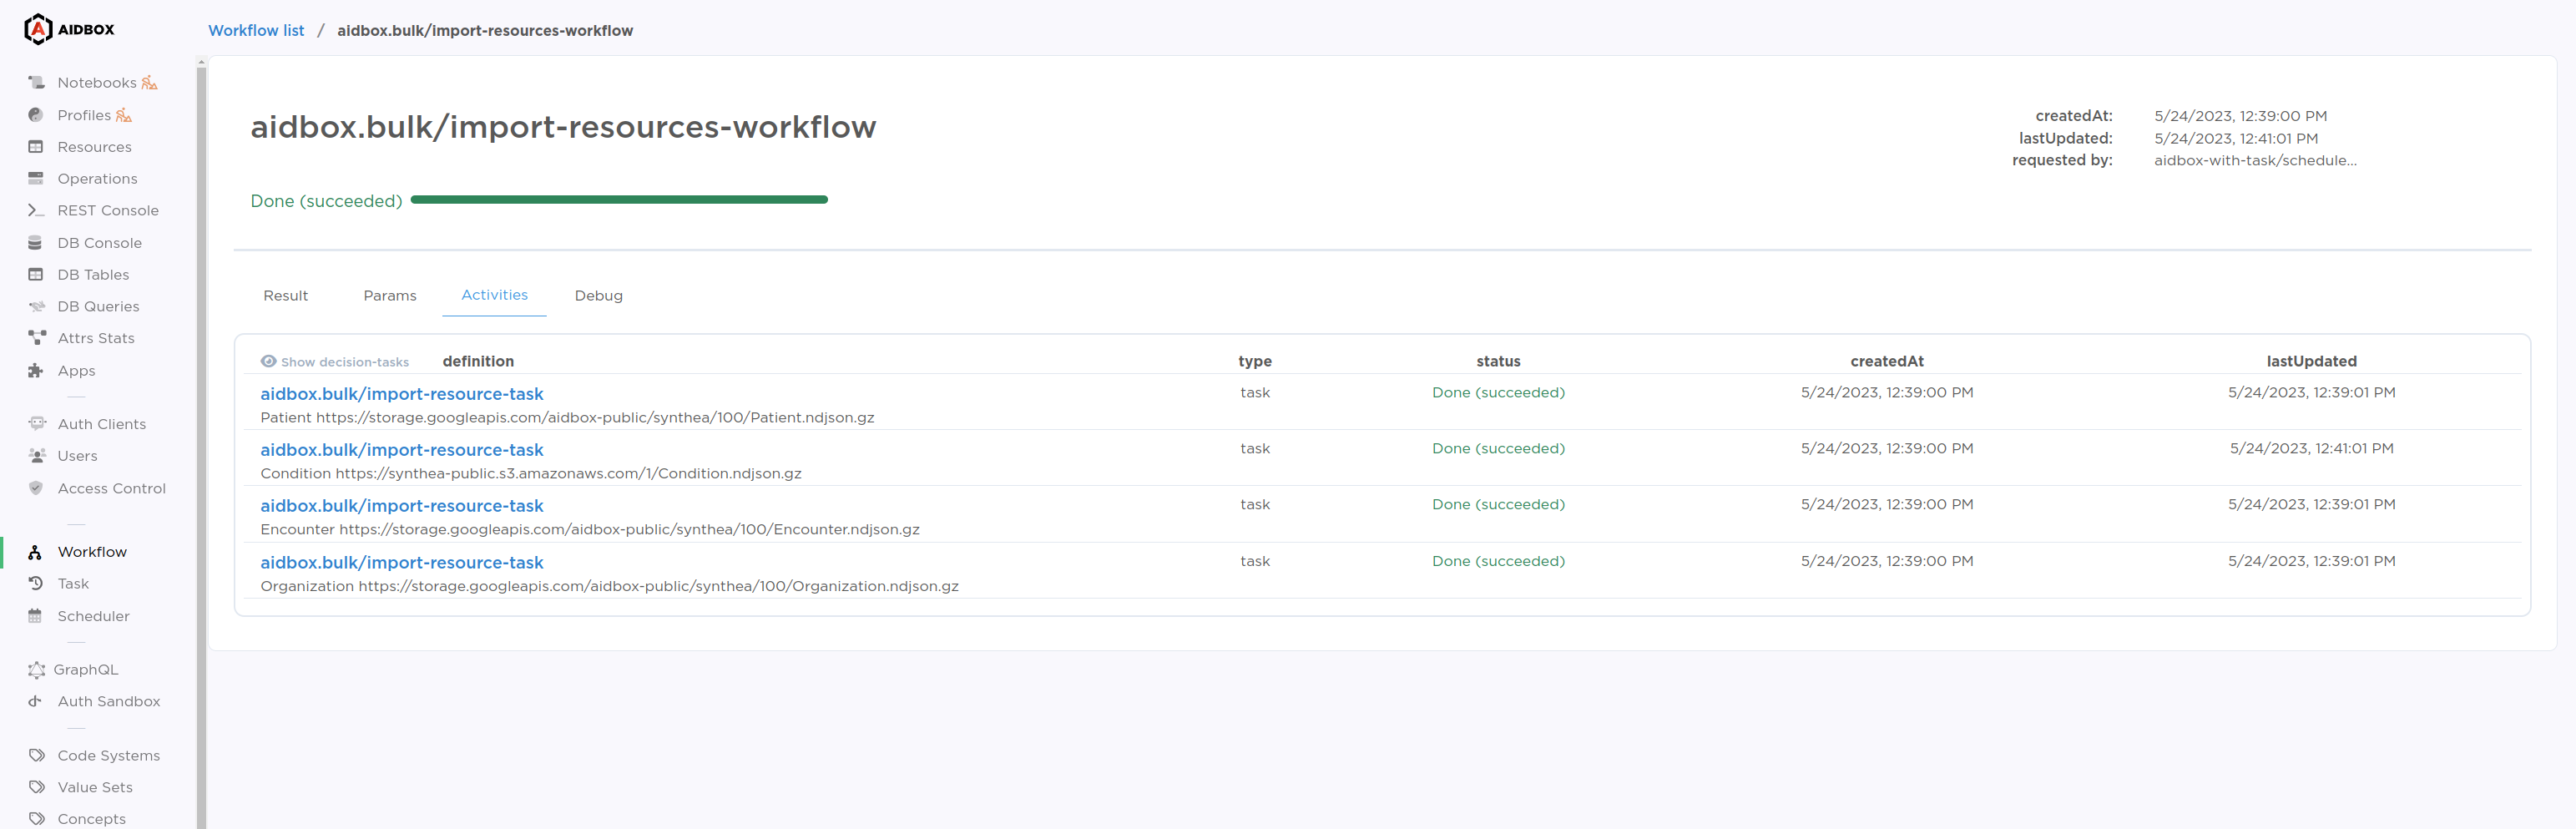 AIDBOX
Workflow list / aidbox.bulk/import-resources-workflow
Notebooks
Profiles
Resources
Operations
REST Console
DB Console
DB Tables
DB Queries
Attrs Stats
Apps
Auth Clients
Users
Access Control
Workflow
Task
Scheduler
GraphQL
Auth Sandbox
Code Systems
Value Sets
Concepts
aidbox.bulk/import-resources-workflow
createdAt: 5/24/2023, 12:39:00 PM
lastUpdated: 5/24/2023, 12:41:01 PM
requested by: aidbox-with-task/schedule...
Done (succeeded)
Result Params Activities Debug
Show decision-tasks definition type status createdAt lastUpdated
aidbox.bulk/import-resource-task task Done (succeeded) 5/24/2023, 12:39:00 PM 5/24/2023, 12:39:01 PM
Patient https://storage.googleapis.com/aidbox-public/synthea/100/Patient.ndjson.gz
aidbox.bulk/import-resource-task task Done (succeeded) 5/24/2023, 12:39:00 PM 5/24/2023, 12:41:01 PM
Condition https://synthea-public.s3.amazonaws.com/1/Condition.ndjson.gz
aidbox.bulk/import-resource-task task Done (succeeded) 5/24/2023, 12:39:00 PM 5/24/2023, 12:39:01 PM
Encounter https://storage.googleapis.com/aidbox-public/synthea/100/Encounter.ndjson.gz
aidbox.bulk/import-resource-task task Done (succeeded) 5/24/2023, 12:39:00 PM 5/24/2023, 12:39:01 PM
Organization https://storage.googleapis.com/aidbox-public/synthea/100/Organization.ndjson.gz